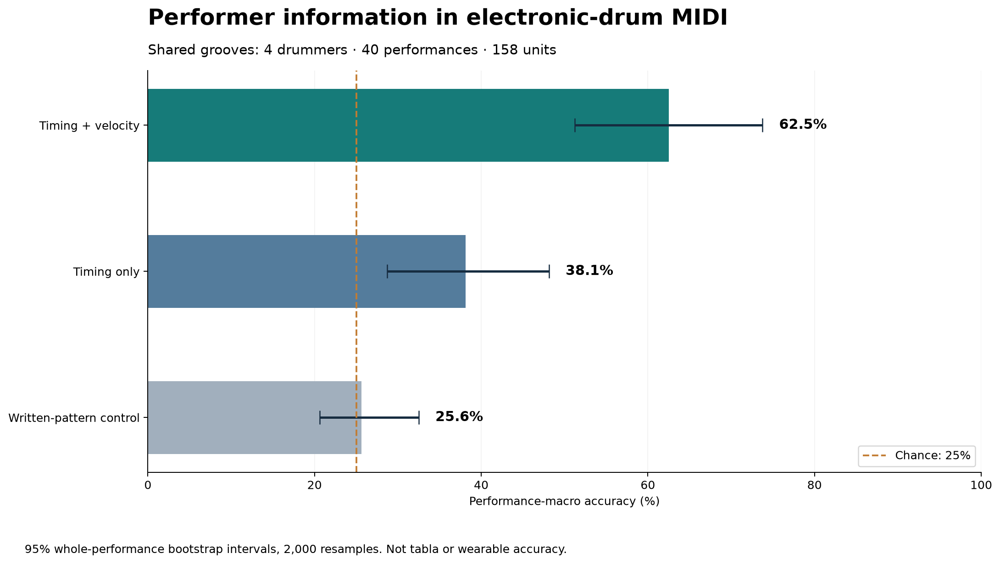 Performer information in electronic-drum MIDI
Shared grooves: 4 drummers · 40 performances · 158 units
Timing + velocity
62.5%
Timing only
38.1%
Written-pattern control
25.6%
Chance: 25%
0 20 40 60 80 100
Performance-macro accuracy (%)
95% whole-performance bootstrap intervals, 2,000 resamples. Not tabla or wearable accuracy.